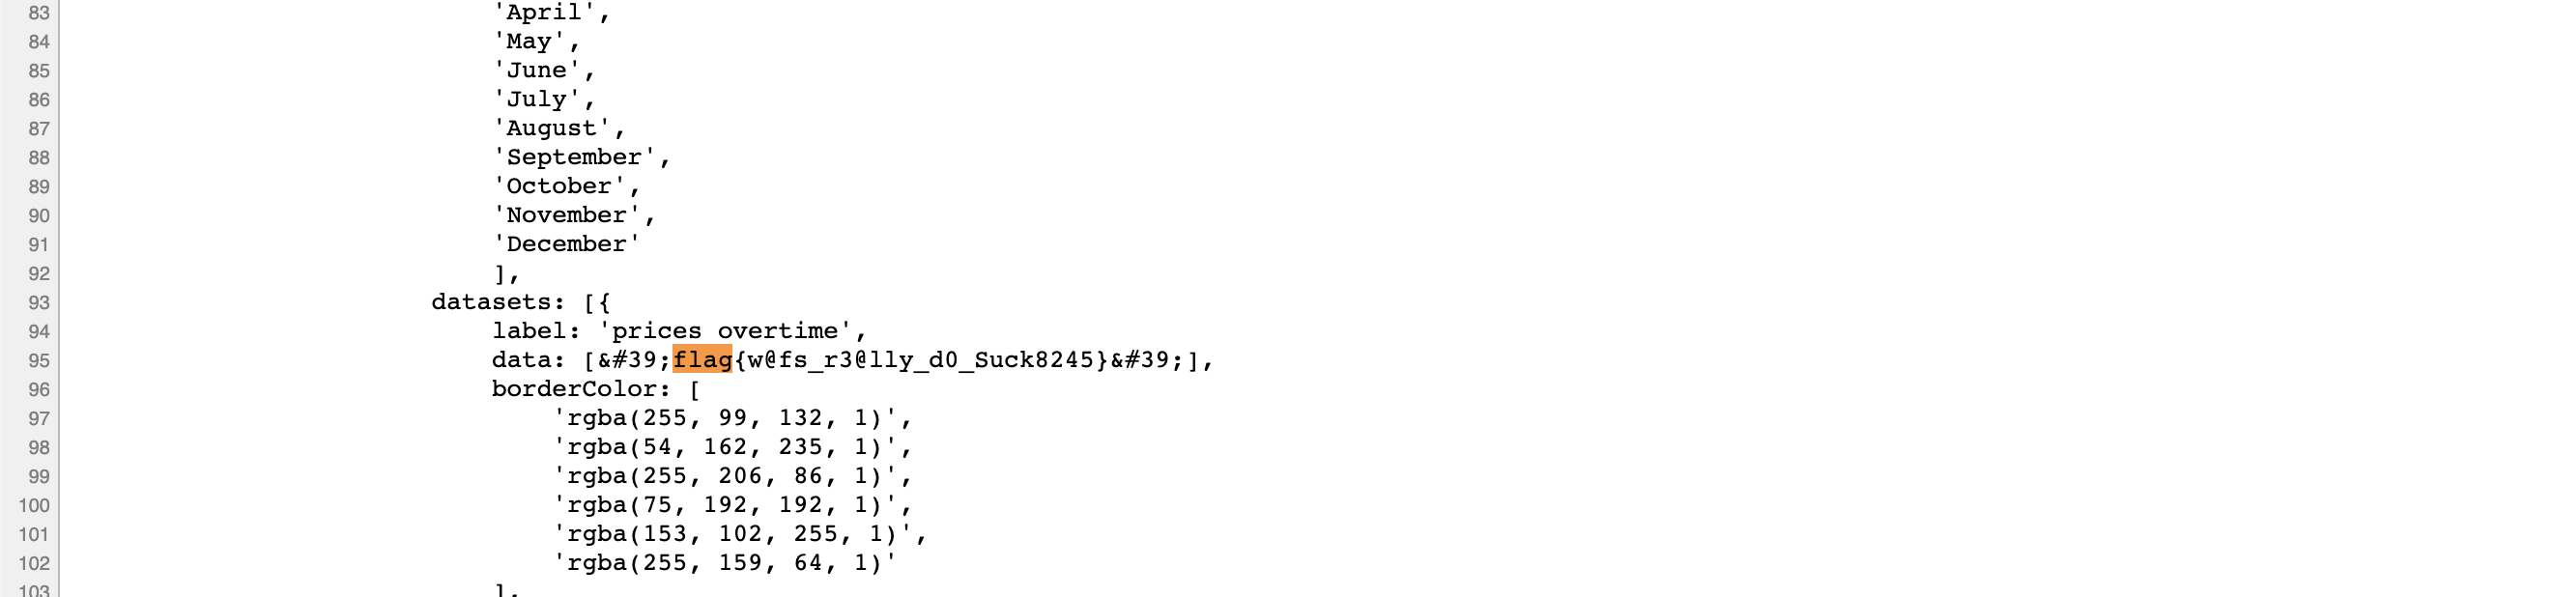 83 'April',
84 'May',
85 'June',
86 'July',
87 'August',
88 'September',
89 'October',
90 'November',
91 'December'
92 ],
93 datasets: [{
94 label: 'prices overtime',
95 data: [&#39;flag{w@fs_r3@lly_d0_Suck8245}&#39;],
96 borderColor: [
97 'rgba(255, 99, 132, 1)',
98 'rgba(54, 162, 235, 1)',
99 'rgba(255, 206, 86, 1)',
100 'rgba(75, 192, 192, 1)',
101 'rgba(153, 102, 255, 1)',
102 'rgba(255, 159, 64, 1)'
103 ],